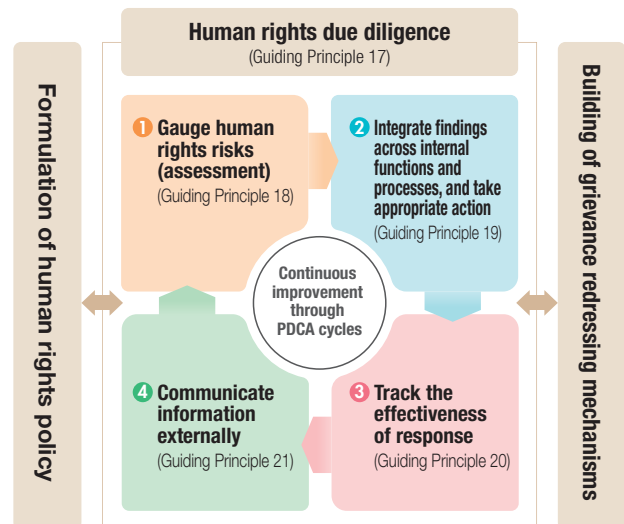 Human rights due diligence
(Guiding Principle 17)
Formulation of human rights policy
1 Gauge human
rights risks
(assessment)
(Guiding Principle 18)
2 Integrate findings
across internal
functions and
processes, and take
appropriate action
(Guiding Principle 19)
Continuous
improvement
through
PDCA cycles
4 Communicate
information
externally
(Guiding Principle 21)
3 Track the
effectiveness
of response
(Guiding Principle 20)
Building of grievance redressing mechanisms